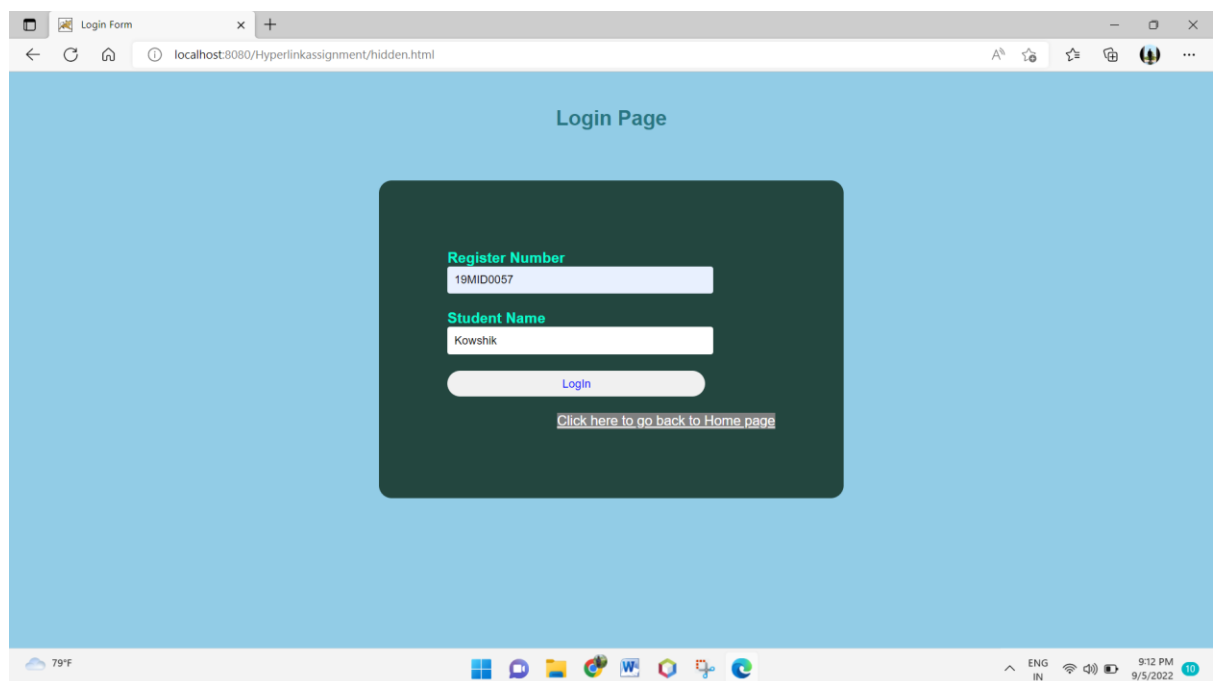 Login Form
localhost:8080/Hyperlinkassignment/hidden.html
Login Page
Register Number
19MID0057
Student Name
Kowshik
LogIn
Click here to go back to Home page
79°F
ENG
IN
9:12 PM
9/5/2022
10